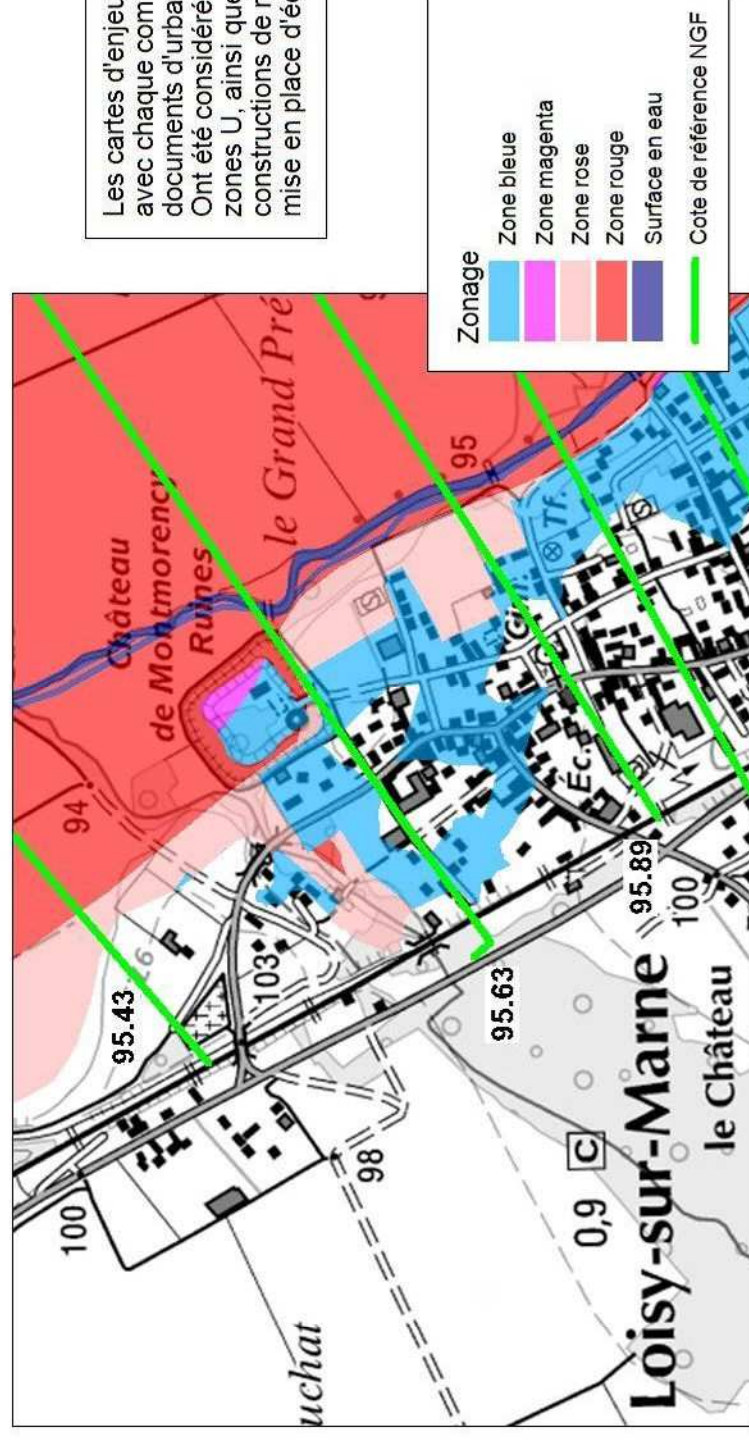 Les cartes d'enjeu
avec chaque com
documents d'urba
Ont été considéré
zones U, ainsi que
constructions de
mise en place d'é
Zonage
Zone bleue
Zone magenta
Zone rose
Zone rouge
Surface en eau
Cote de référence NGF
Château
de Montmorency
Ruines
le Grand Pré
94
95
95.43
103
100
98
95.63
Tf.
Éc.
95.89
100
0,9
C
uchat
Loisy-sur-Marne
le Château